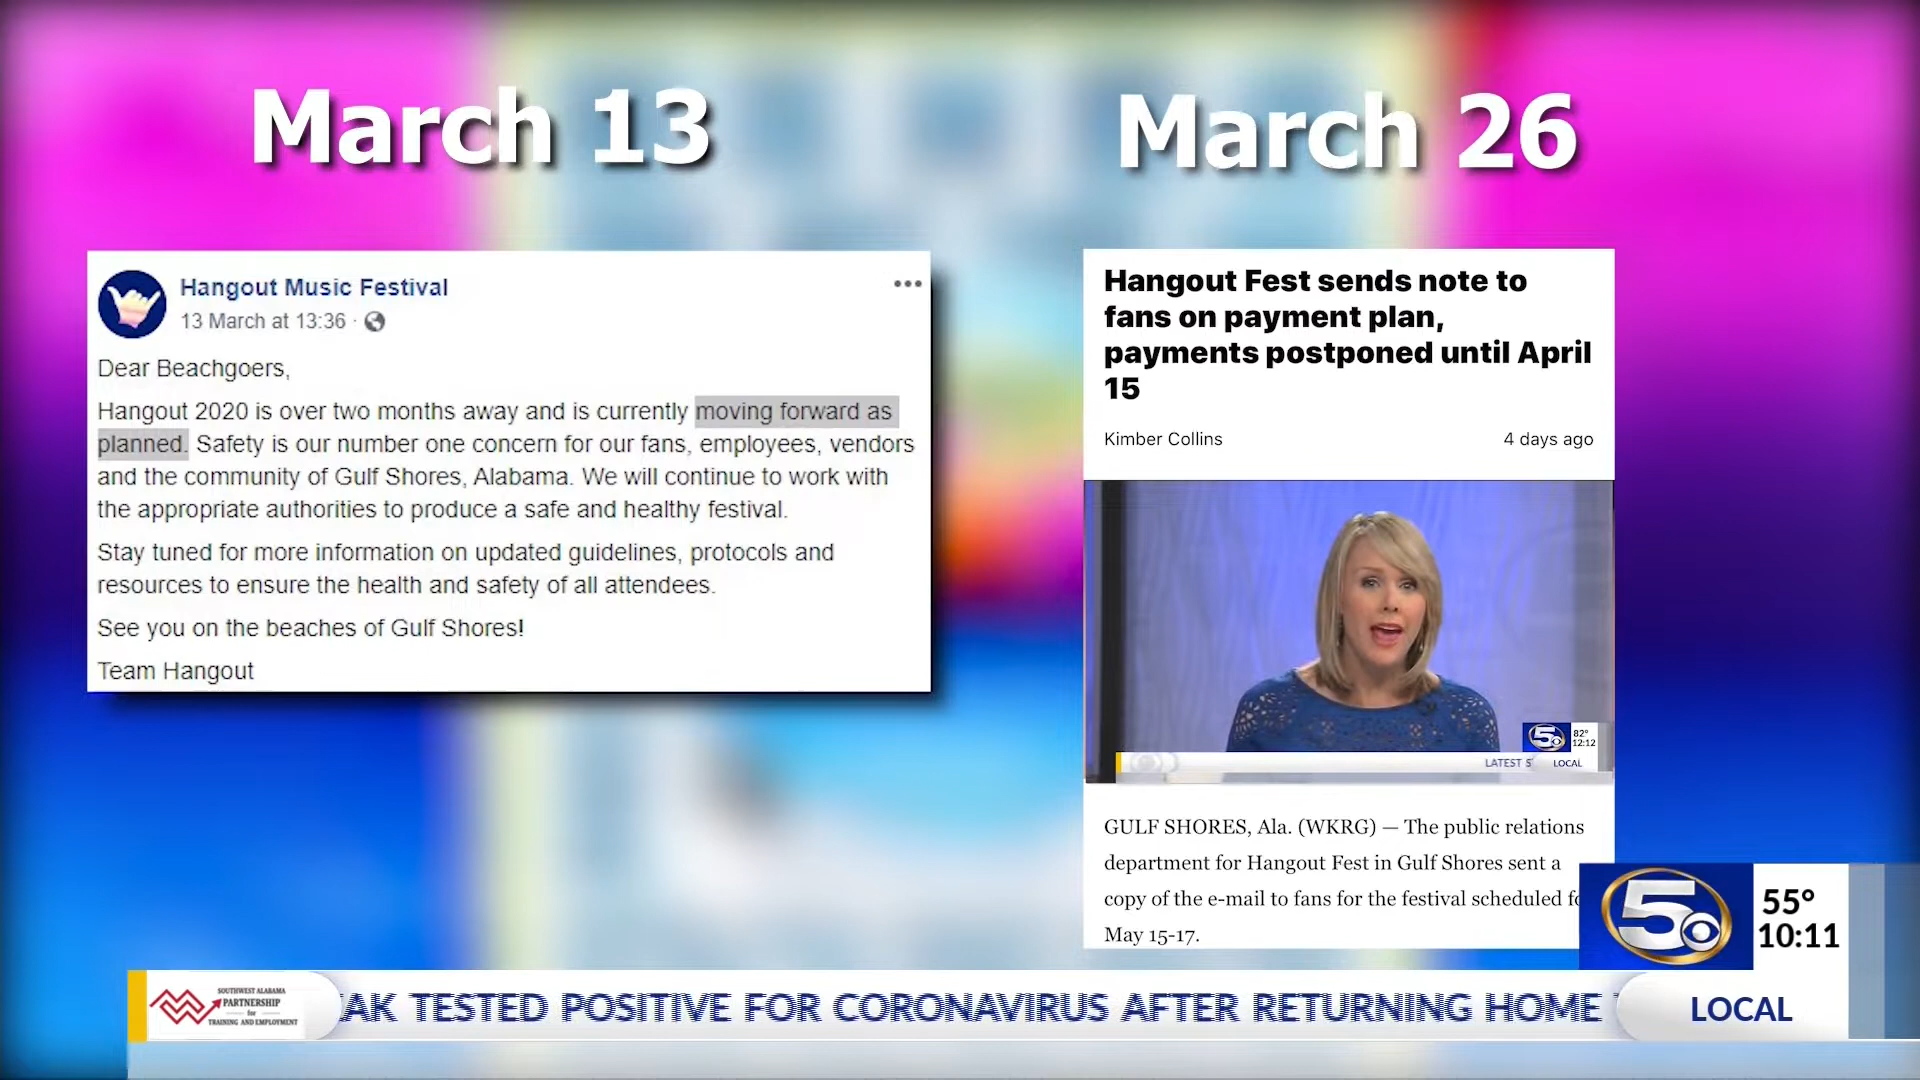 March 13
Hangout Music Festival
13 March at 13:36 ·
Dear Beachgoers,
Hangout 2020 is over two months away and is currently moving forward as
planned. Safety is our number one concern for our fans, employees, vendors
and the community of Gulf Shores, Alabama. We will continue to work with
the appropriate authorities to produce a safe and healthy festival.
Stay tuned for more information on updated guidelines, protocols and
resources to ensure the health and safety of all attendees.
See you on the beaches of Gulf Shores!
Team Hangout
March 26
Hangout Fest sends note to
fans on payment plan,
payments postponed until April
15
Kimber Collins
4 days ago
5
82°
12:12
LATEST
LOCAL
GULF SHORES, Ala. (WKRG) — The public relations
department for Hangout Fest in Gulf Shores sent a
copy of the e-mail to fans for the festival scheduled
May 15-17.
5
55°
10:11
SOUTHWEST ALABAMA
PARTNERSHIP
for
TRAINING AND EMPLOYMENT
EAK TESTED POSITIVE FOR CORONAVIRUS AFTER RETURNING HOME
LOCAL